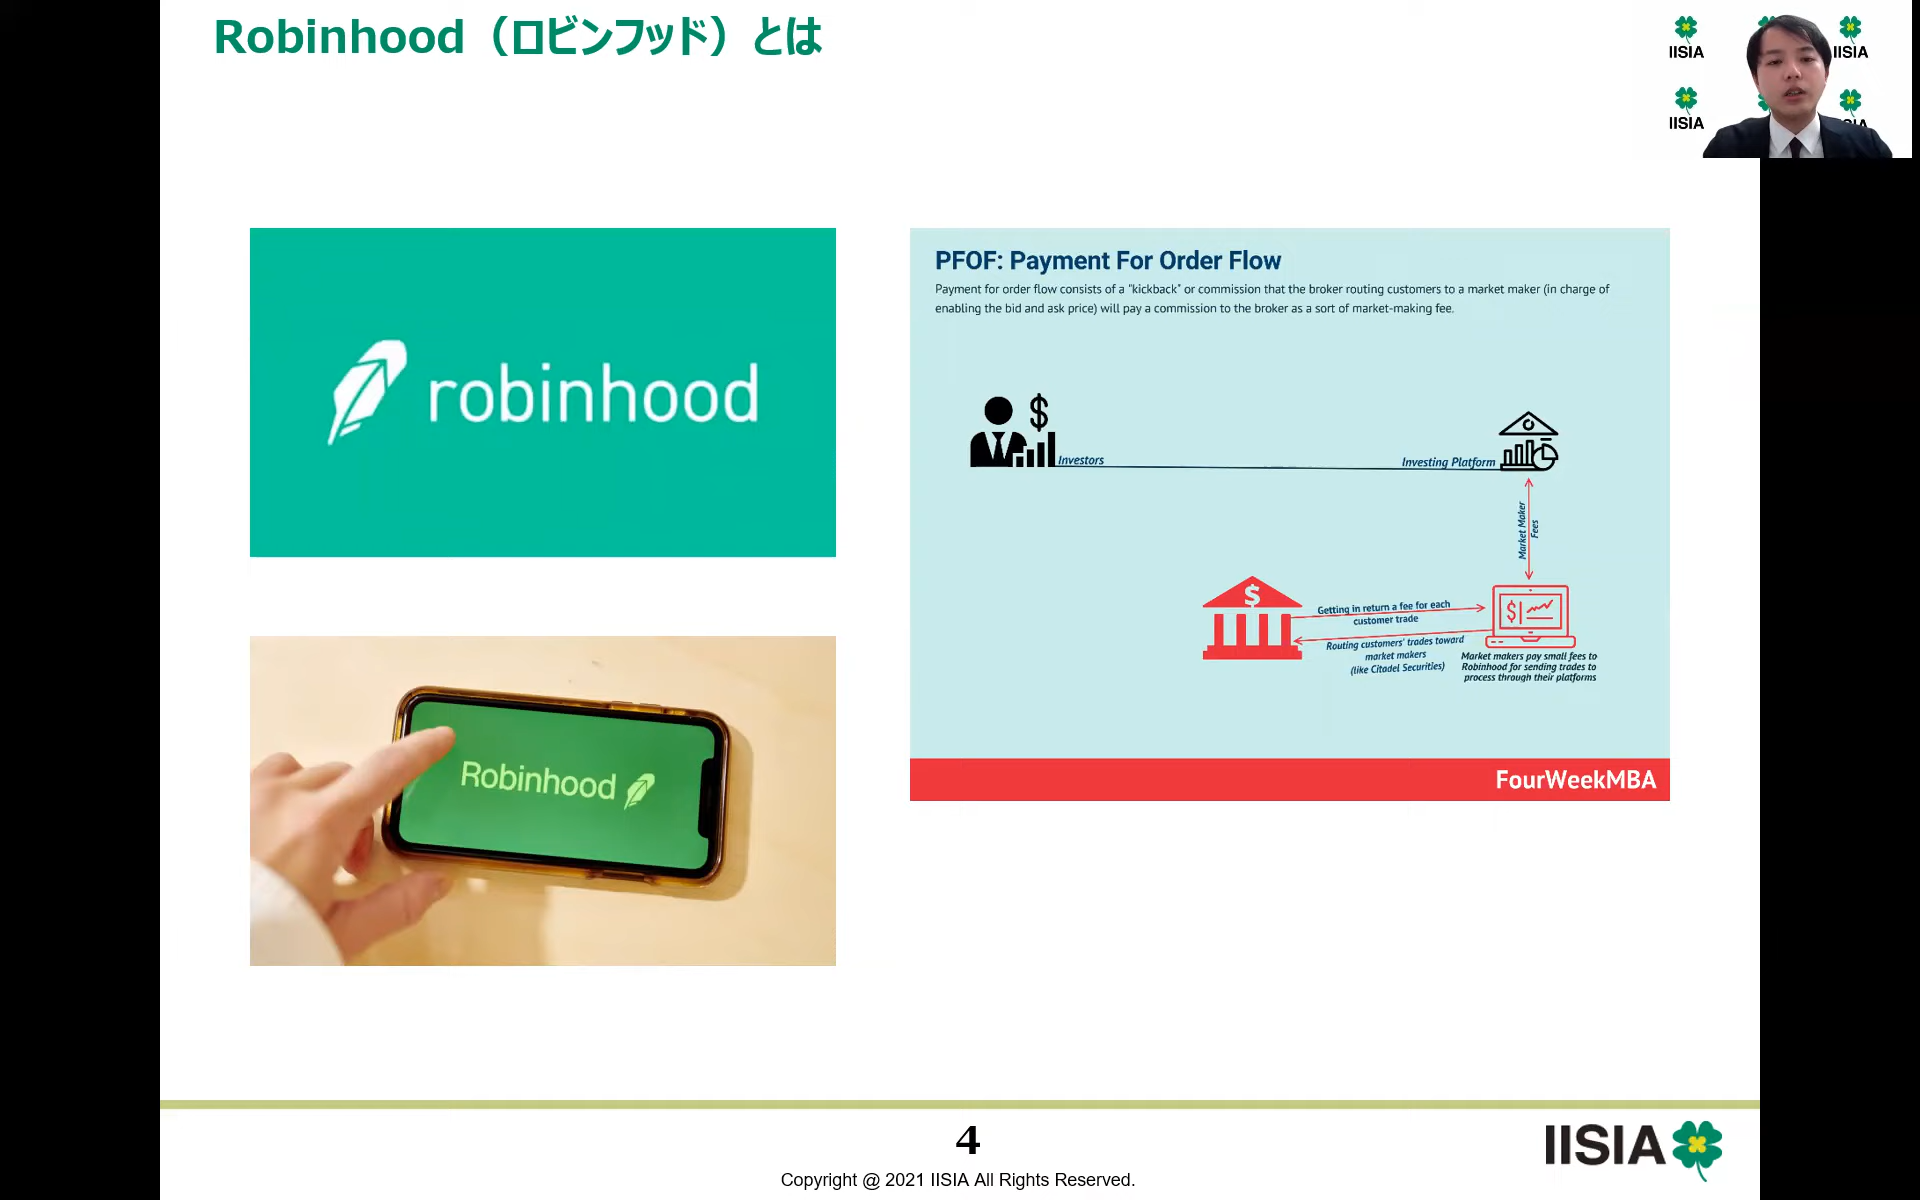 Robinhood（ロビンフッド）とは
IISIA
IISIA
IISIA
robinhood
PFOF: Payment For Order Flow
Payment for order flow consists of a "kickback" or commission that the broker routing customers to a market maker (in charge of
enabling the bid and ask price) will pay a commission to the broker as a sort of market-making fee.
$
Investors
Investing Platform
Market Maker
Fees
$
$
Getting in return a fee for each
customer trade
Routing customers' trades toward
market makers
(like Citadel Securities)
Market makers pay small fees to
Robinhood for sending trades to
process through their platforms
FourWeekMBA
Robinhood
4
Copyright @ 2021 IISIA All Rights Reserved.
IISIA